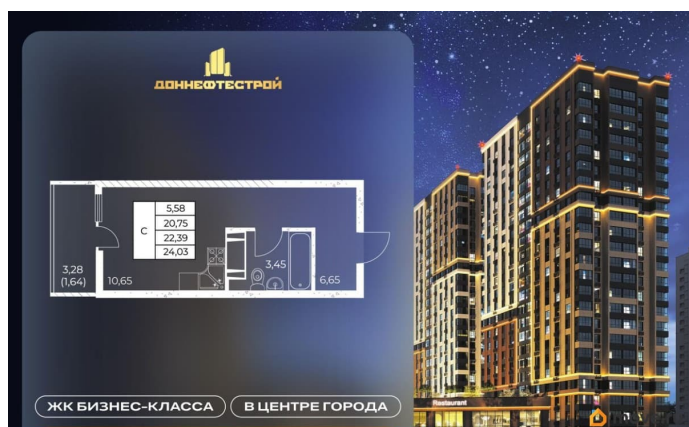 ДОННЕФТЕСТРОЙ
С
5,58
20,75
22,39
24,03
3,28
(1,64)
10,65
3,45
6,65
Restaurant
ЖК БИЗНЕС-КЛАССА
В ЦЕНТРЕ ГОРОДА